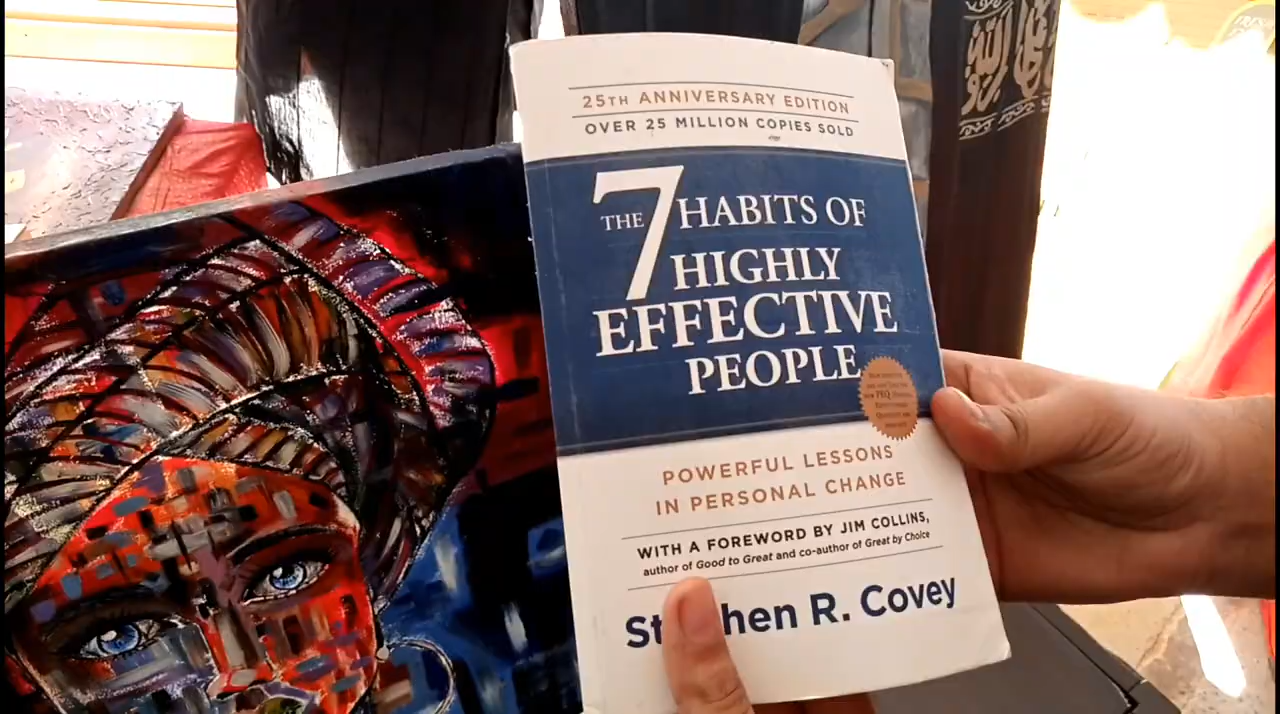 25TH ANNIVERSARY EDITION
OVER 25 MILLION COPIES SOLD
THE 7 HABITS OF
HIGHLY
EFFECTIVE
PEOPLE
POWERFUL LESSONS
IN PERSONAL CHANGE
WITH A FOREWORD BY JIM COLLINS,
author of Good to Great and co-author of Great by Choice
St hen R. Covey